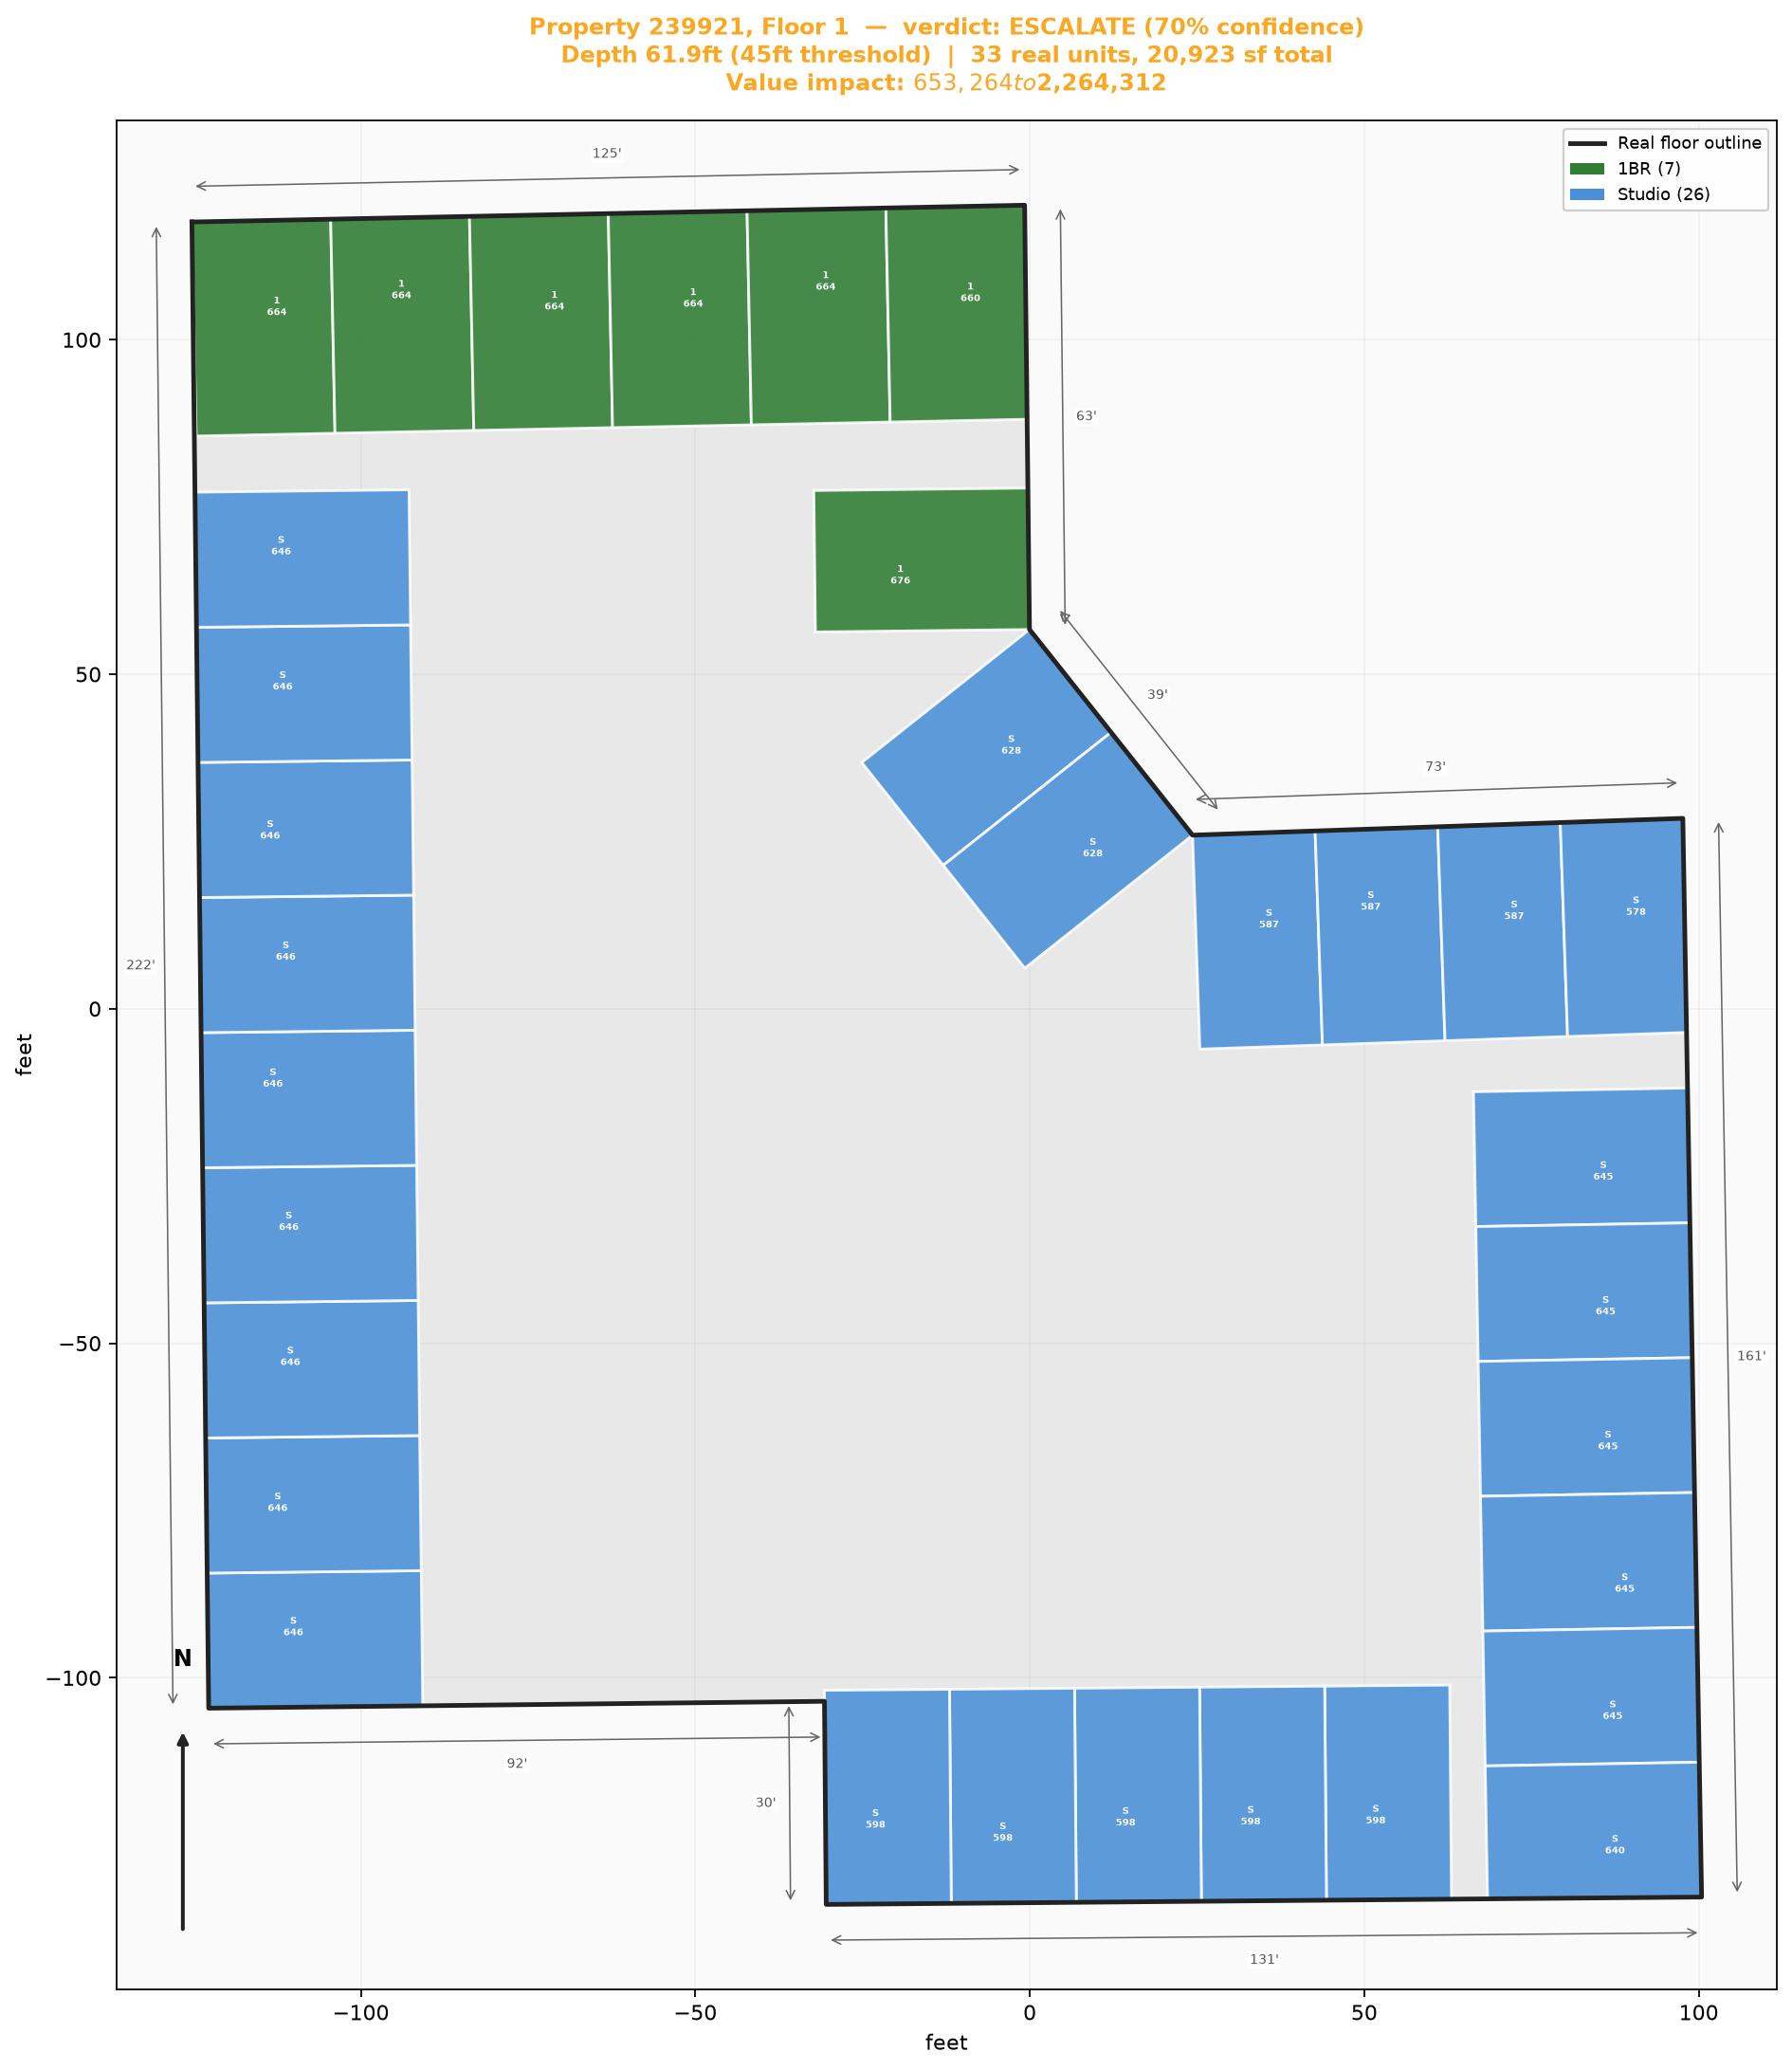 Property 239921, Floor 1 — verdict: ESCALATE (70% confidence)
Depth 61.9ft (45ft threshold) | 33 real units, 20,923 sf total
Value impact: 653,264to2,264,312
Real floor outline
1BR (7)
Studio (26)
125'
1
664
1
664
1
664
1
664
1
664
1
660
100
63'
S
646
1
676
S
646
50
39'
S
628
73'
S
646
S
628
S
587
S
587
S
587
S
578
S
646
222'
0
feet
S
646
S
645
S
646
S
645
−50
161'
S
646
S
645
S
646
S
645
S
646
N
−100
S
645
92'
30'
S
598
S
598
S
598
S
598
S
598
S
640
131'
−100
−50
0
50
100
feet